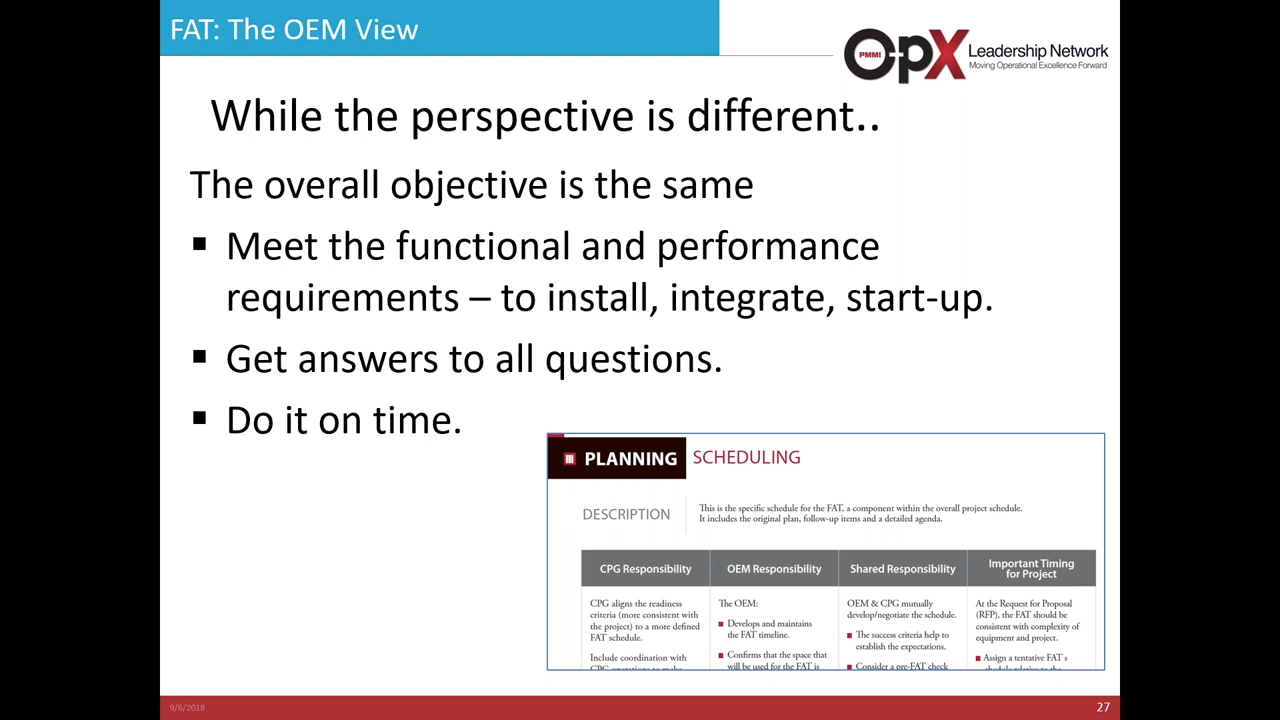 FAT: The OEM View
PMMI OpX Leadership Network
Moving Operational Excellence Forward
While the perspective is different..
The overall objective is the same
▪ Meet the functional and performance
requirements – to install, integrate, start-up.
▪ Get answers to all questions.
▪ Do it on time.
PLANNING SCHEDULING
DESCRIPTION
This is the specific schedule for the FAT, a component within the overall project schedule.
It includes the original plan, follow-up items and a detailed agenda.
CPG Responsibility
CPG aligns the readiness
criteria (more consistent with
the project) to a more defined
FAT schedule.
Include coordination with
OEM Responsibility
The OEM:
▪ Develops and maintains
the FAT timeline.
▪ Confirms that the space that
will be used for the FAT is
Shared Responsibility
OEM & CPG mutually
develop/negotiate the schedule.
▪ The success criteria help to
establish the expectations.
▪ Consider a pre-FAT check
Important Timing
for Project
At the Request for Proposal
(RFP), the FAT should be
consistent with complexity of
equipment and project.
▪ Assign a tentative FAT s
9/6/2018
27